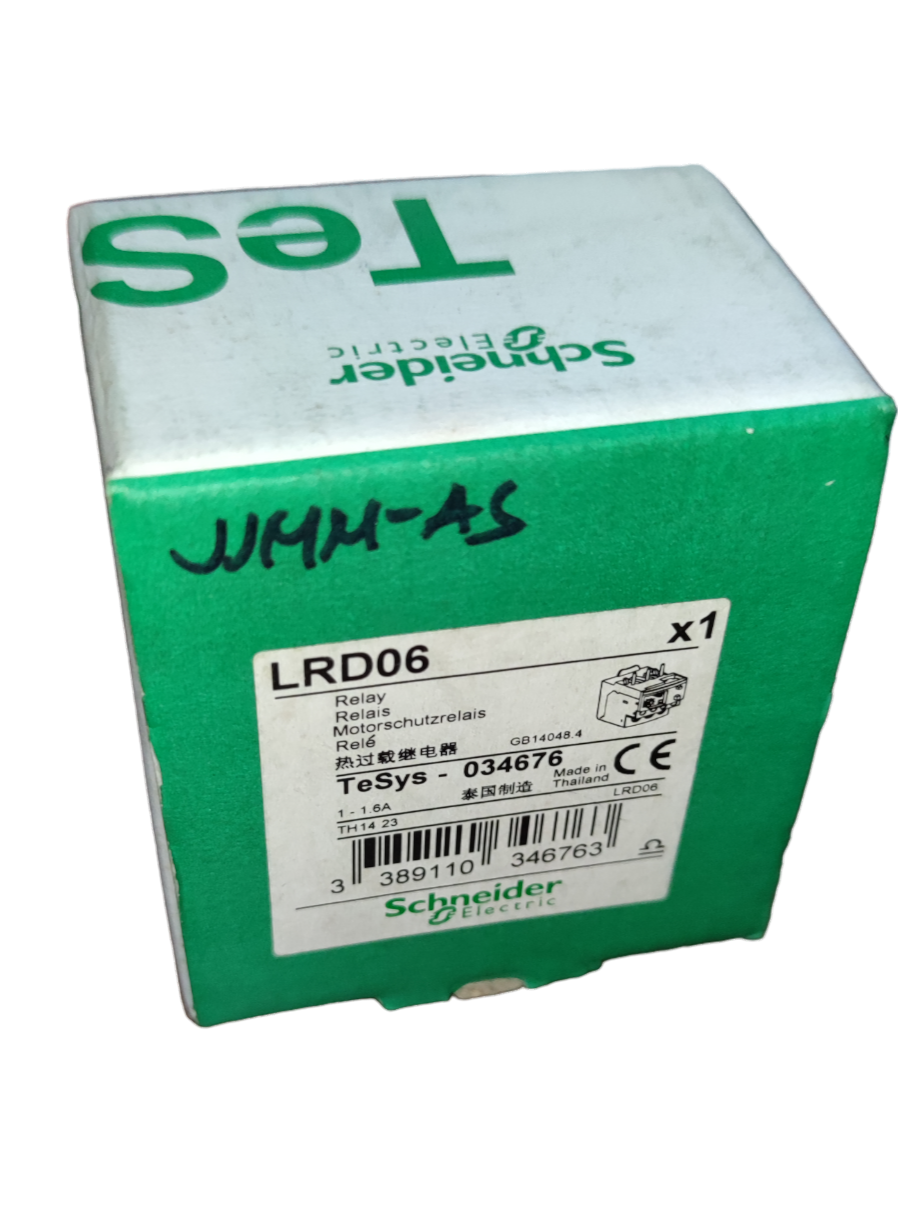 TeS
Schneider
Electric
JJMM-AS
LRD06 x1
Relay
Relais
Motorschutzrelais
Relé
热过载继电器 GB14048.4
TeSys - 034676 CE
泰国制造 Made in
Thailand
1 - 1.6A LRD06
TH14 23
3 389110 346763
Schneider
Electric